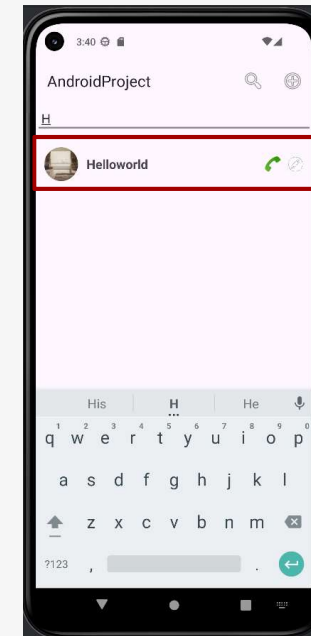 3:40
AndroidProject
H
Helloworld
His H He
1 2 3 4 5 6 7 8 9 0
q w e r t y u i o p
a s d f g h j k l
z x c v b n m
?123 , .